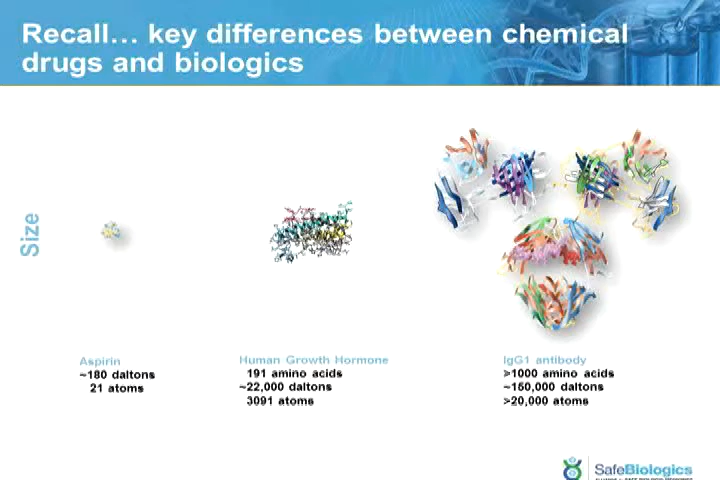 Recall… key differences between chemical
drugs and biologics
Size
Aspirin
~180 daltons
21 atoms
Human Growth Hormone
191 amino acids
~22,000 daltons
3091 atoms
IgG1 antibody
>1000 amino acids
~150,000 daltons
>20,000 atoms
SafeBiologics